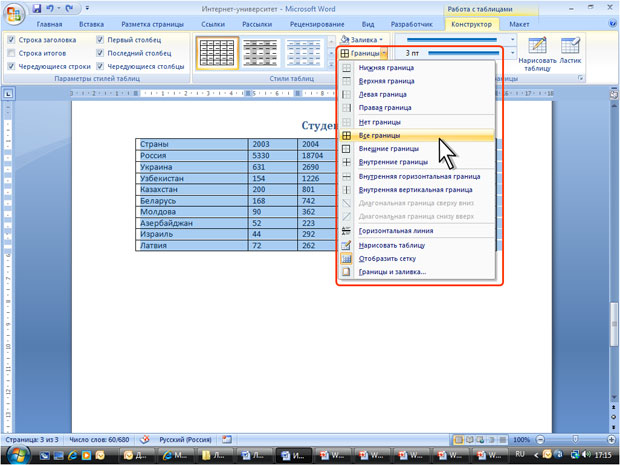 Интернет-университет - Microsoft Word
Работа с таблицами
Главная Вставка Разметка страницы Ссылки Рассылки Рецензирование Вид Разработчик Конструктор Макет
Строка заголовка Первый столбец
Строка итогов Последний столбец
Чередующиеся строки Чередующиеся столбцы
Параметры стилей таблиц
Стили таблиц
Заливка
Границы
3 пт
Нарисовать таблицу
Ластик
Нижняя граница
Верхняя граница
Левая граница
Правая граница
Нет границы
Все границы
Внешние границы
Внутренние границы
Внутренняя горизонтальная граница
Внутренняя вертикальная граница
Диагональная граница сверху вниз
Диагональная граница снизу вверх
Горизонтальная линия
Нарисовать таблицу
Отобразить сетку
Границы и заливка...
Студе
Страны 2003 2004
Россия 5330 18704
Украина 631 2690
Узбекистан 154 1226
Казахстан 200 801
Беларусь 168 742
Молдова 90 362
Азербайджан 52 223
Израиль 44 292
Латвия 72 262
Страница: 3 из 3 Число слов: 60/680 Русский (Россия) 100%
RU 17:15